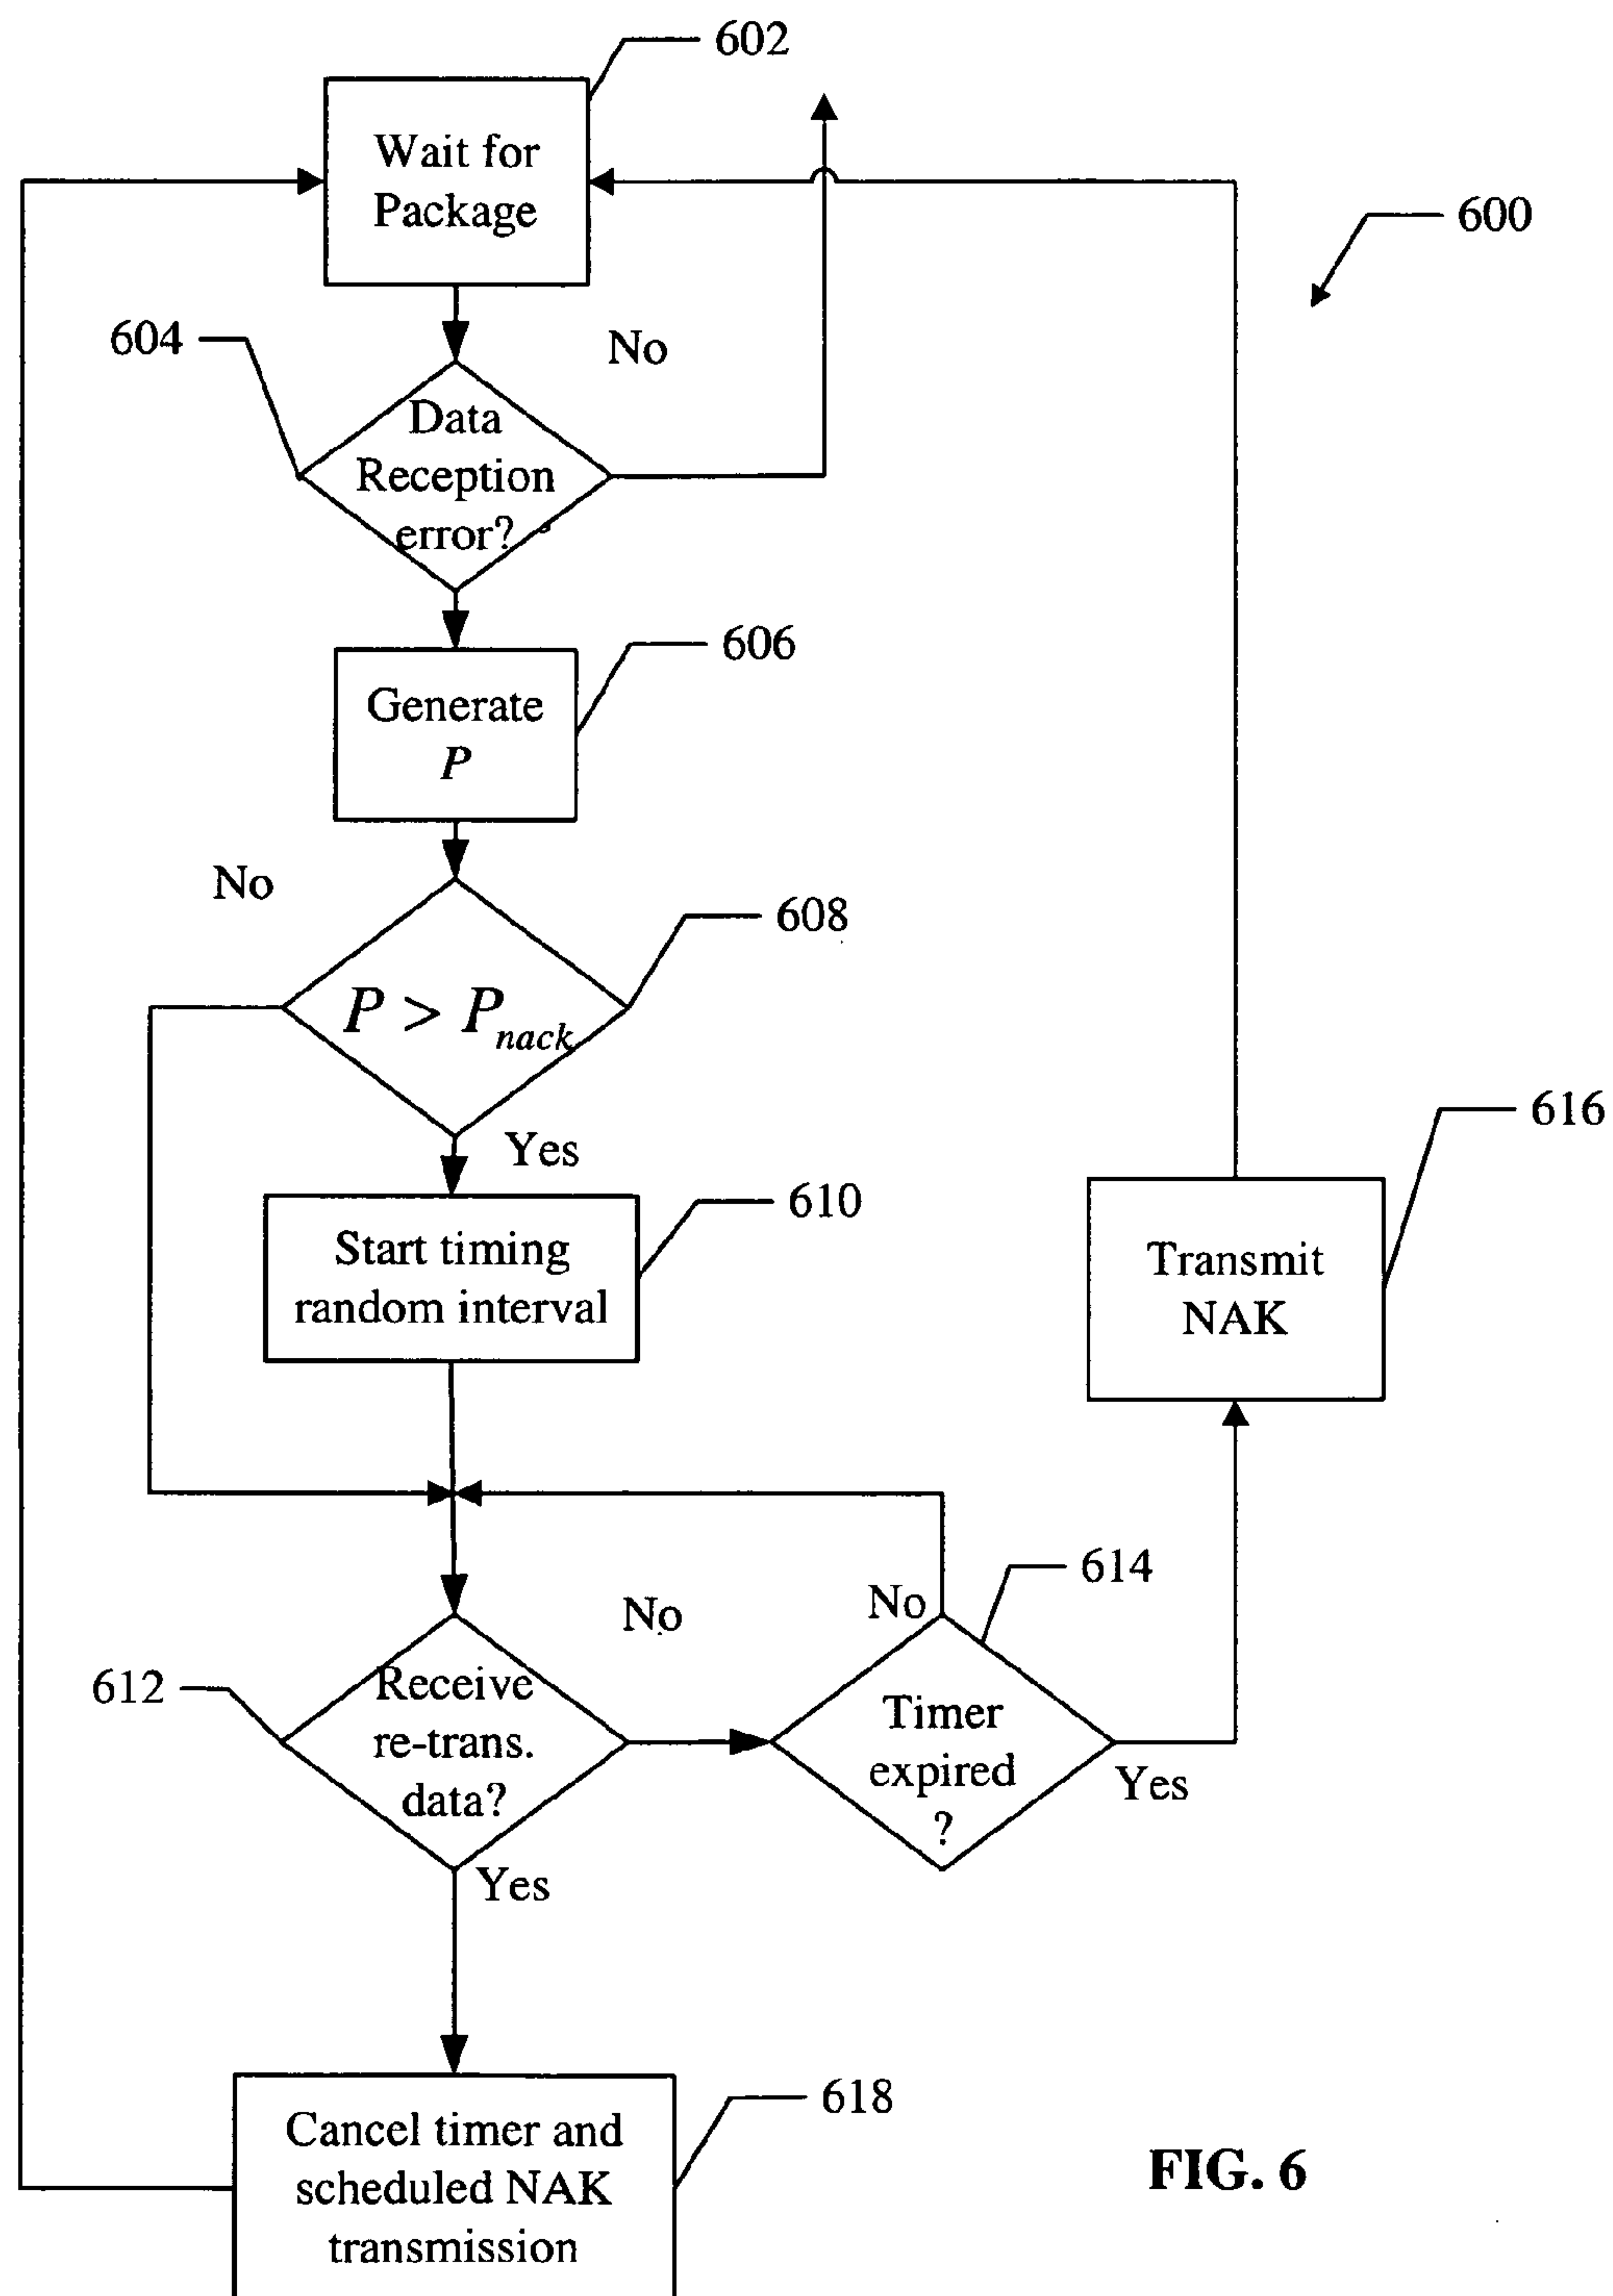 602
Wait for
Package
600
604
No
Data
Reception
error?
606
Generate
P
No
608
P > Pnack
Yes
610
Start timing
random interval
616
Transmit
NAK
614
No
No
612
Receive
re-trans.
data?
Timer
expired
?
Yes
Yes
618
Cancel timer and
scheduled NAK
transmission
FIG. 6